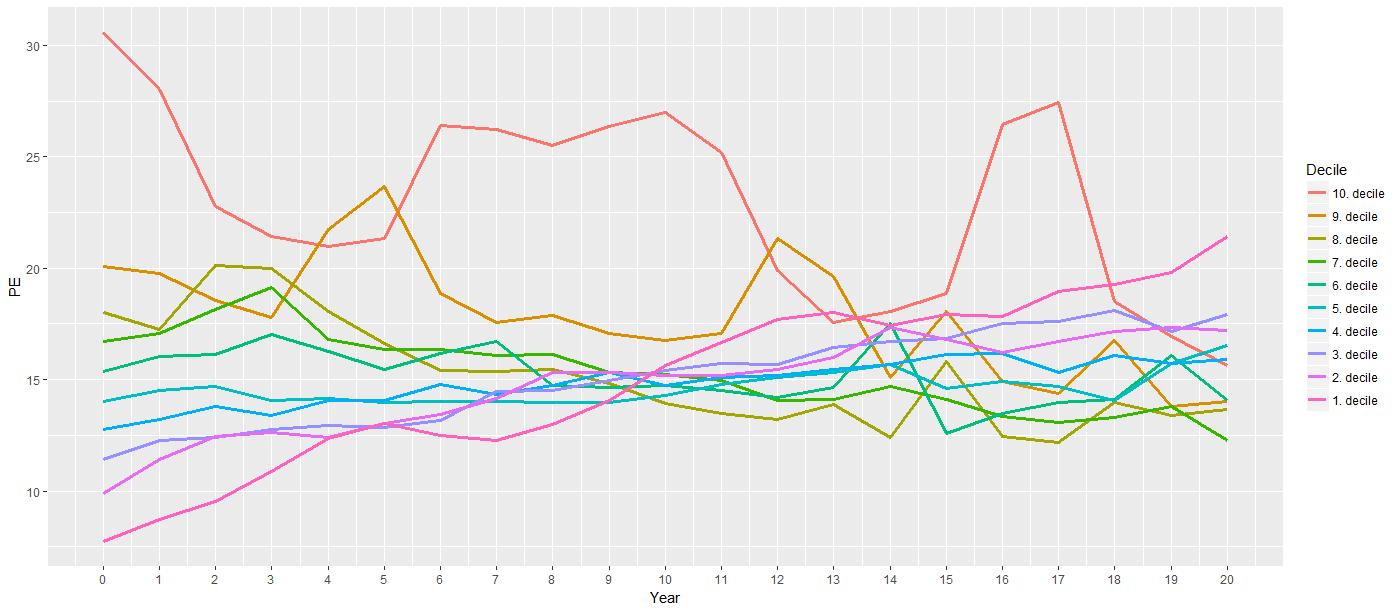 30
25
20
15
10
PE
0 1 2 3 4 5 6 7 8 9 10 11 12 13 14 15 16 17 18 19 20
Year
Decile
10. decile
9. decile
8. decile
7. decile
6. decile
5. decile
4. decile
3. decile
2. decile
1. decile